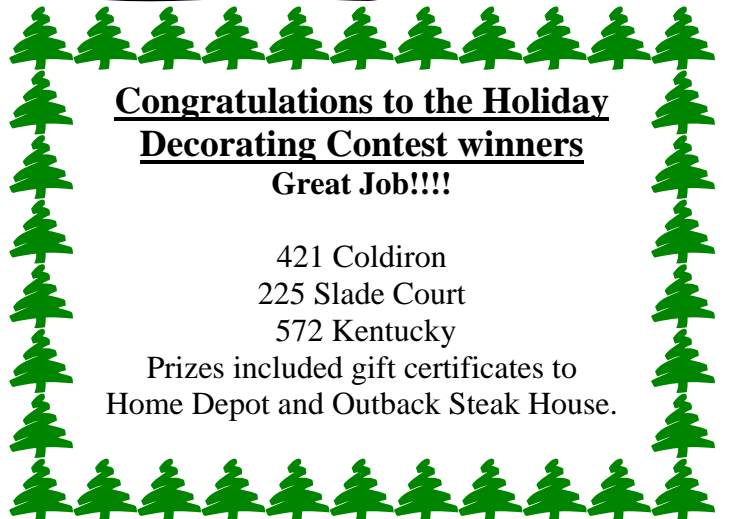 Congratulations to the Holiday
Decorating Contest winners
Great Job!!!!
421 Coldiron
225 Slade Court
572 Kentucky
Prizes included gift certificates to
Home Depot and Outback Steak House.